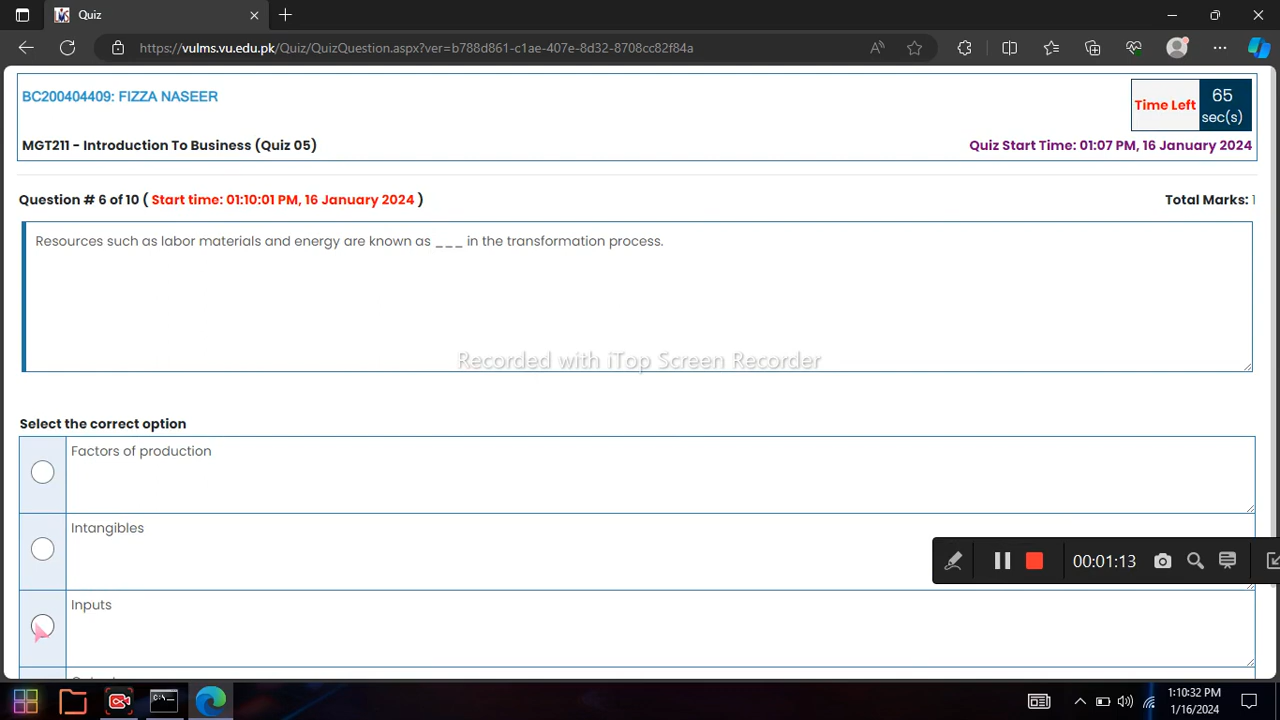 Quiz
https://vulms.vu.edu.pk/Quiz/QuizQuestion.aspx?ver=b788d861-c1ae-407e-8d32-8708cc82f84a
BC200404409: FIZZA NASEER
Time Left
65
sec(s)
MGT211 - Introduction To Business (Quiz 05)
Quiz Start Time: 01:07 PM, 16 January 2024
Question # 6 of 10 ( Start time: 01:10:01 PM, 16 January 2024 )
Total Marks: 1
Resources such as labor materials and energy are known as _ _ _ in the transformation process.
Recorded with iTop Screen Recorder
Select the correct option
Factors of production
Intangibles
00:01:13
Inputs
1:10:32 PM
1/16/2024